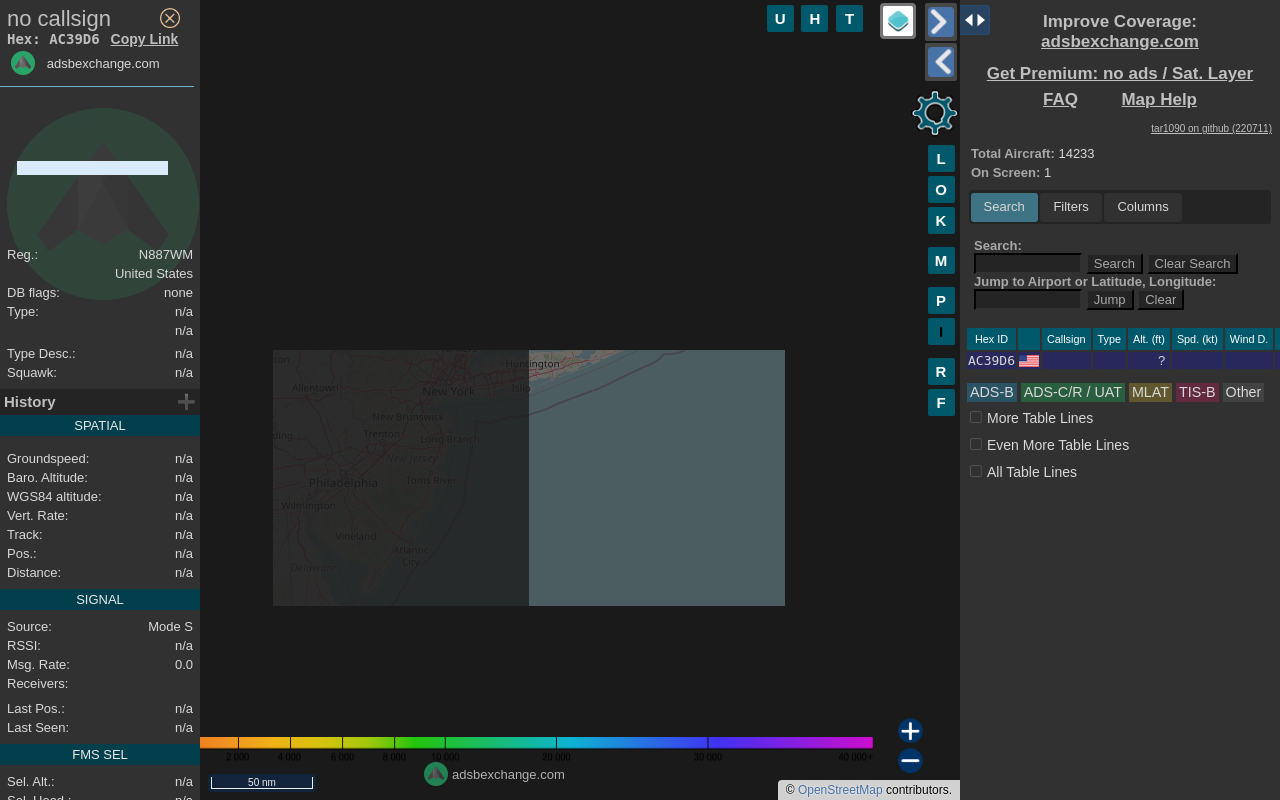 no callsign
Hex: AC39D6 Copy Link
adsbexchange.com
Reg.: N887WM
United States
DB flags: none
Type: n/a
n/a
Type Desc.: n/a
Squawk: n/a
History
SPATIAL
Groundspeed: n/a
Baro. Altitude: n/a
WGS84 altitude: n/a
Vert. Rate: n/a
Track: n/a
Pos.: n/a
Distance: n/a
SIGNAL
Source: Mode S
RSSI: n/a
Msg. Rate: 0.0
Receivers:
Last Pos.: n/a
Last Seen: n/a
FMS SEL
Sel. Alt.: n/a
Sel. Head.: n/a
U H T
L
O
K
M
P
I
R
F
Huntington
Allentown
New York
Islip
New Brunswick
Trenton
Long Branch
New Jersey
Philadelphia
Toms River
Wilmington
Vineland
Atlantic
City
Delaware
2 000 4 000 6 000 8 000 10 000 20 000 30 000 40 000+
50 nm
adsbexchange.com
© OpenStreetMap contributors.
Improve Coverage:
adsbexchange.com
Get Premium: no ads / Sat. Layer
FAQ Map Help
tar1090 on github (220711)
Total Aircraft: 14233
On Screen: 1
Search Filters Columns
Search:
Search Clear Search
Jump to Airport or Latitude, Longitude:
Jump Clear
Hex ID Callsign Type Alt. (ft) Spd. (kt) Wind D.
AC39D6 ?
ADS-B ADS-C/R / UAT MLAT TIS-B Other
More Table Lines
Even More Table Lines
All Table Lines